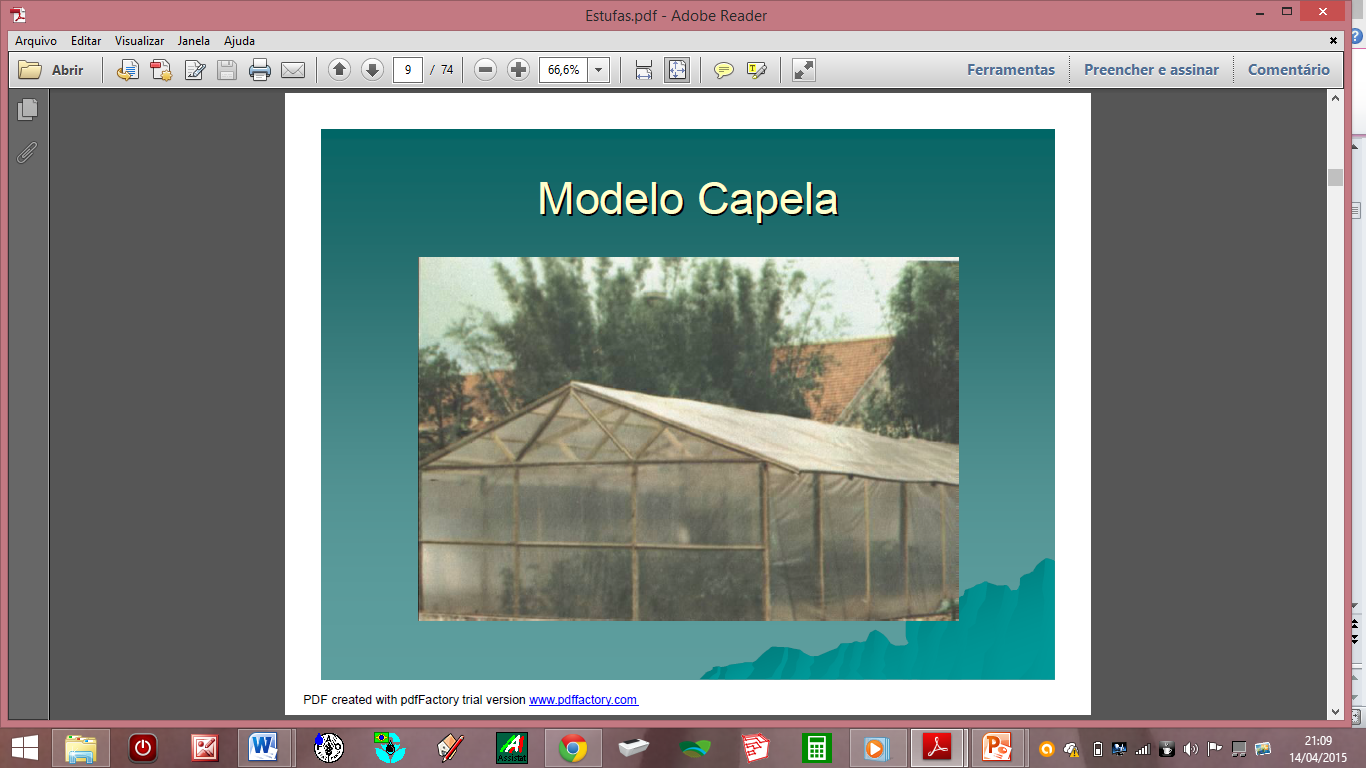 Estufas.pdf - Adobe Reader
Arquivo Editar Visualizar Janela Ajuda
Abrir 9 / 74 66,6% Ferramentas Preencher e assinar Comentário
Modelo Capela
PDF created with pdfFactory trial version www.pdffactory.com
Assistat
21:09
14/04/2015